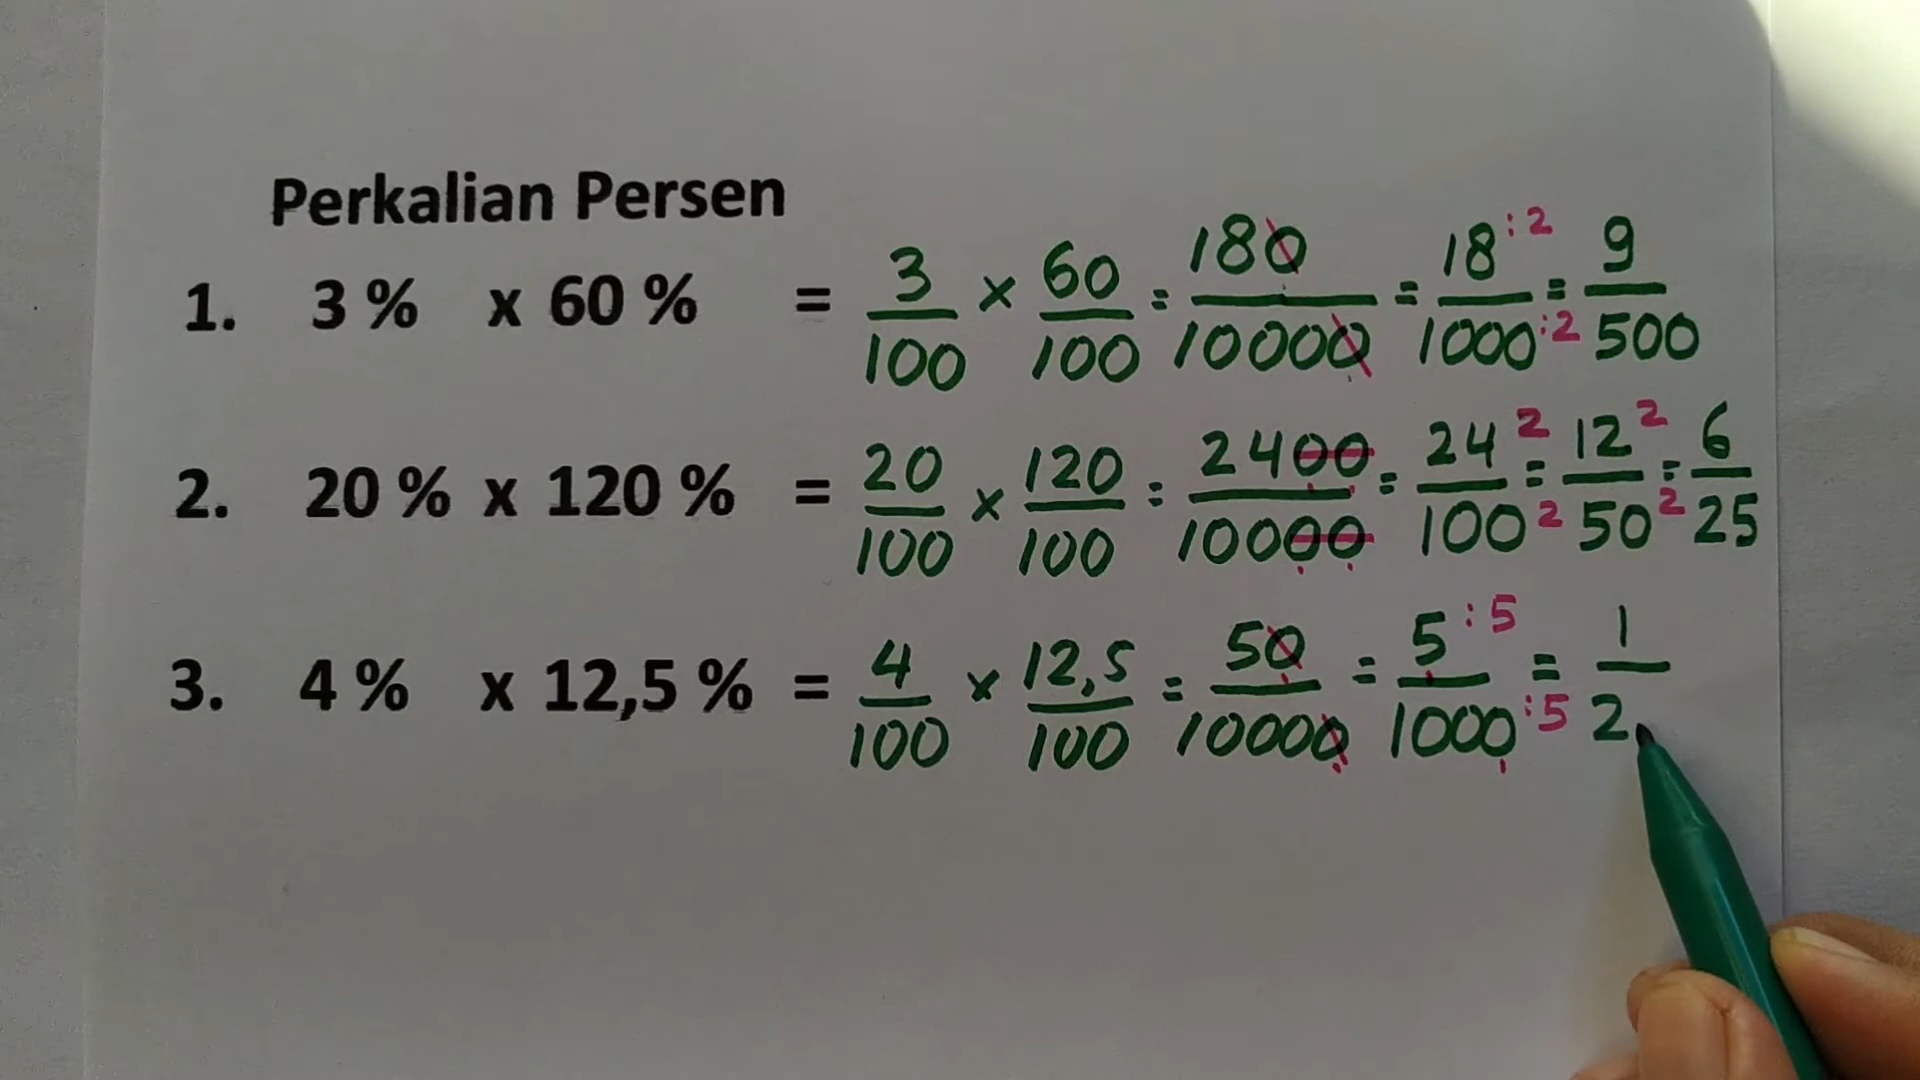 Perkalian Persen
1. 3 % x 60 % = 3/100 × 60/100 = 180/10000 = 18 :2/1000 :2 = 9/500
2. 20 % x 120 % = 20/100 × 120/100 = 2400/10000 = 24 2/100 2 = 12 2/50 2 = 6/25
3. 4 % x 12,5 % = 4/100 × 12,5/100 = 50/10000 = 5 :5/1000 :5 = 1/2